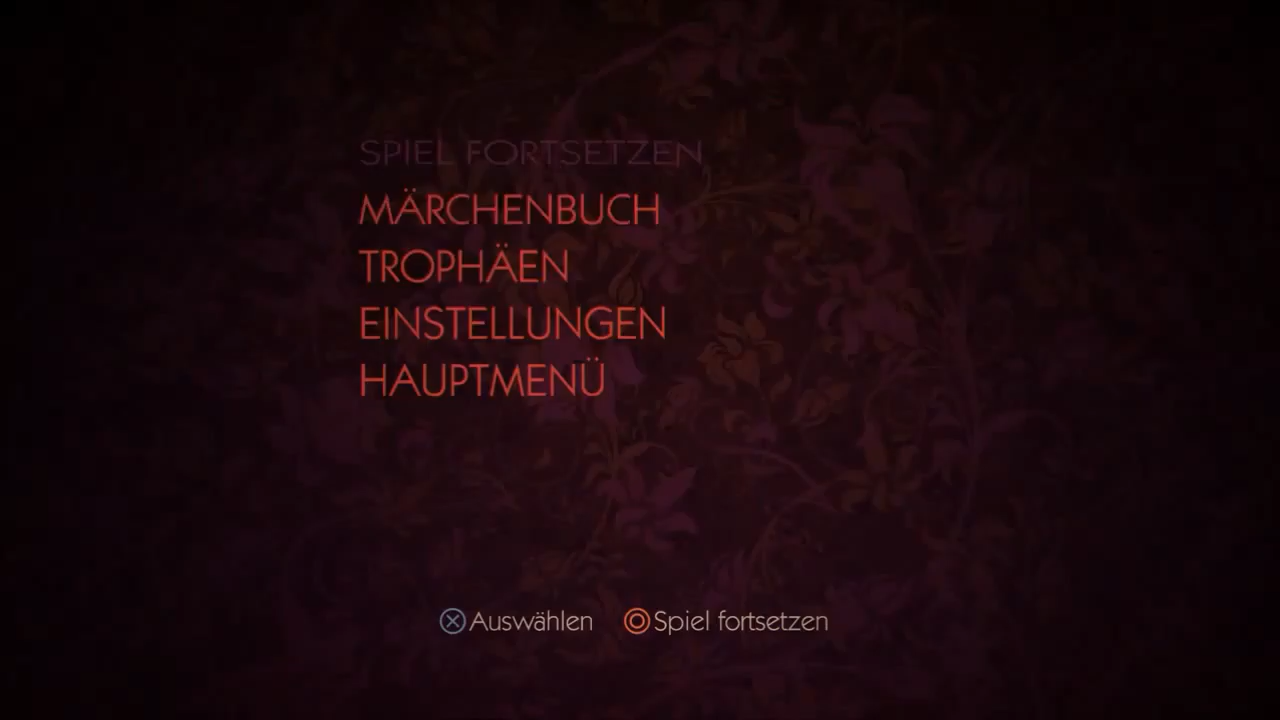 SPIEL FORTSETZEN
MÄRCHENBUCH
TROPHÄEN
EINSTELLUNGEN
HAUPTMENÜ
Auswählen Spiel fortsetzen